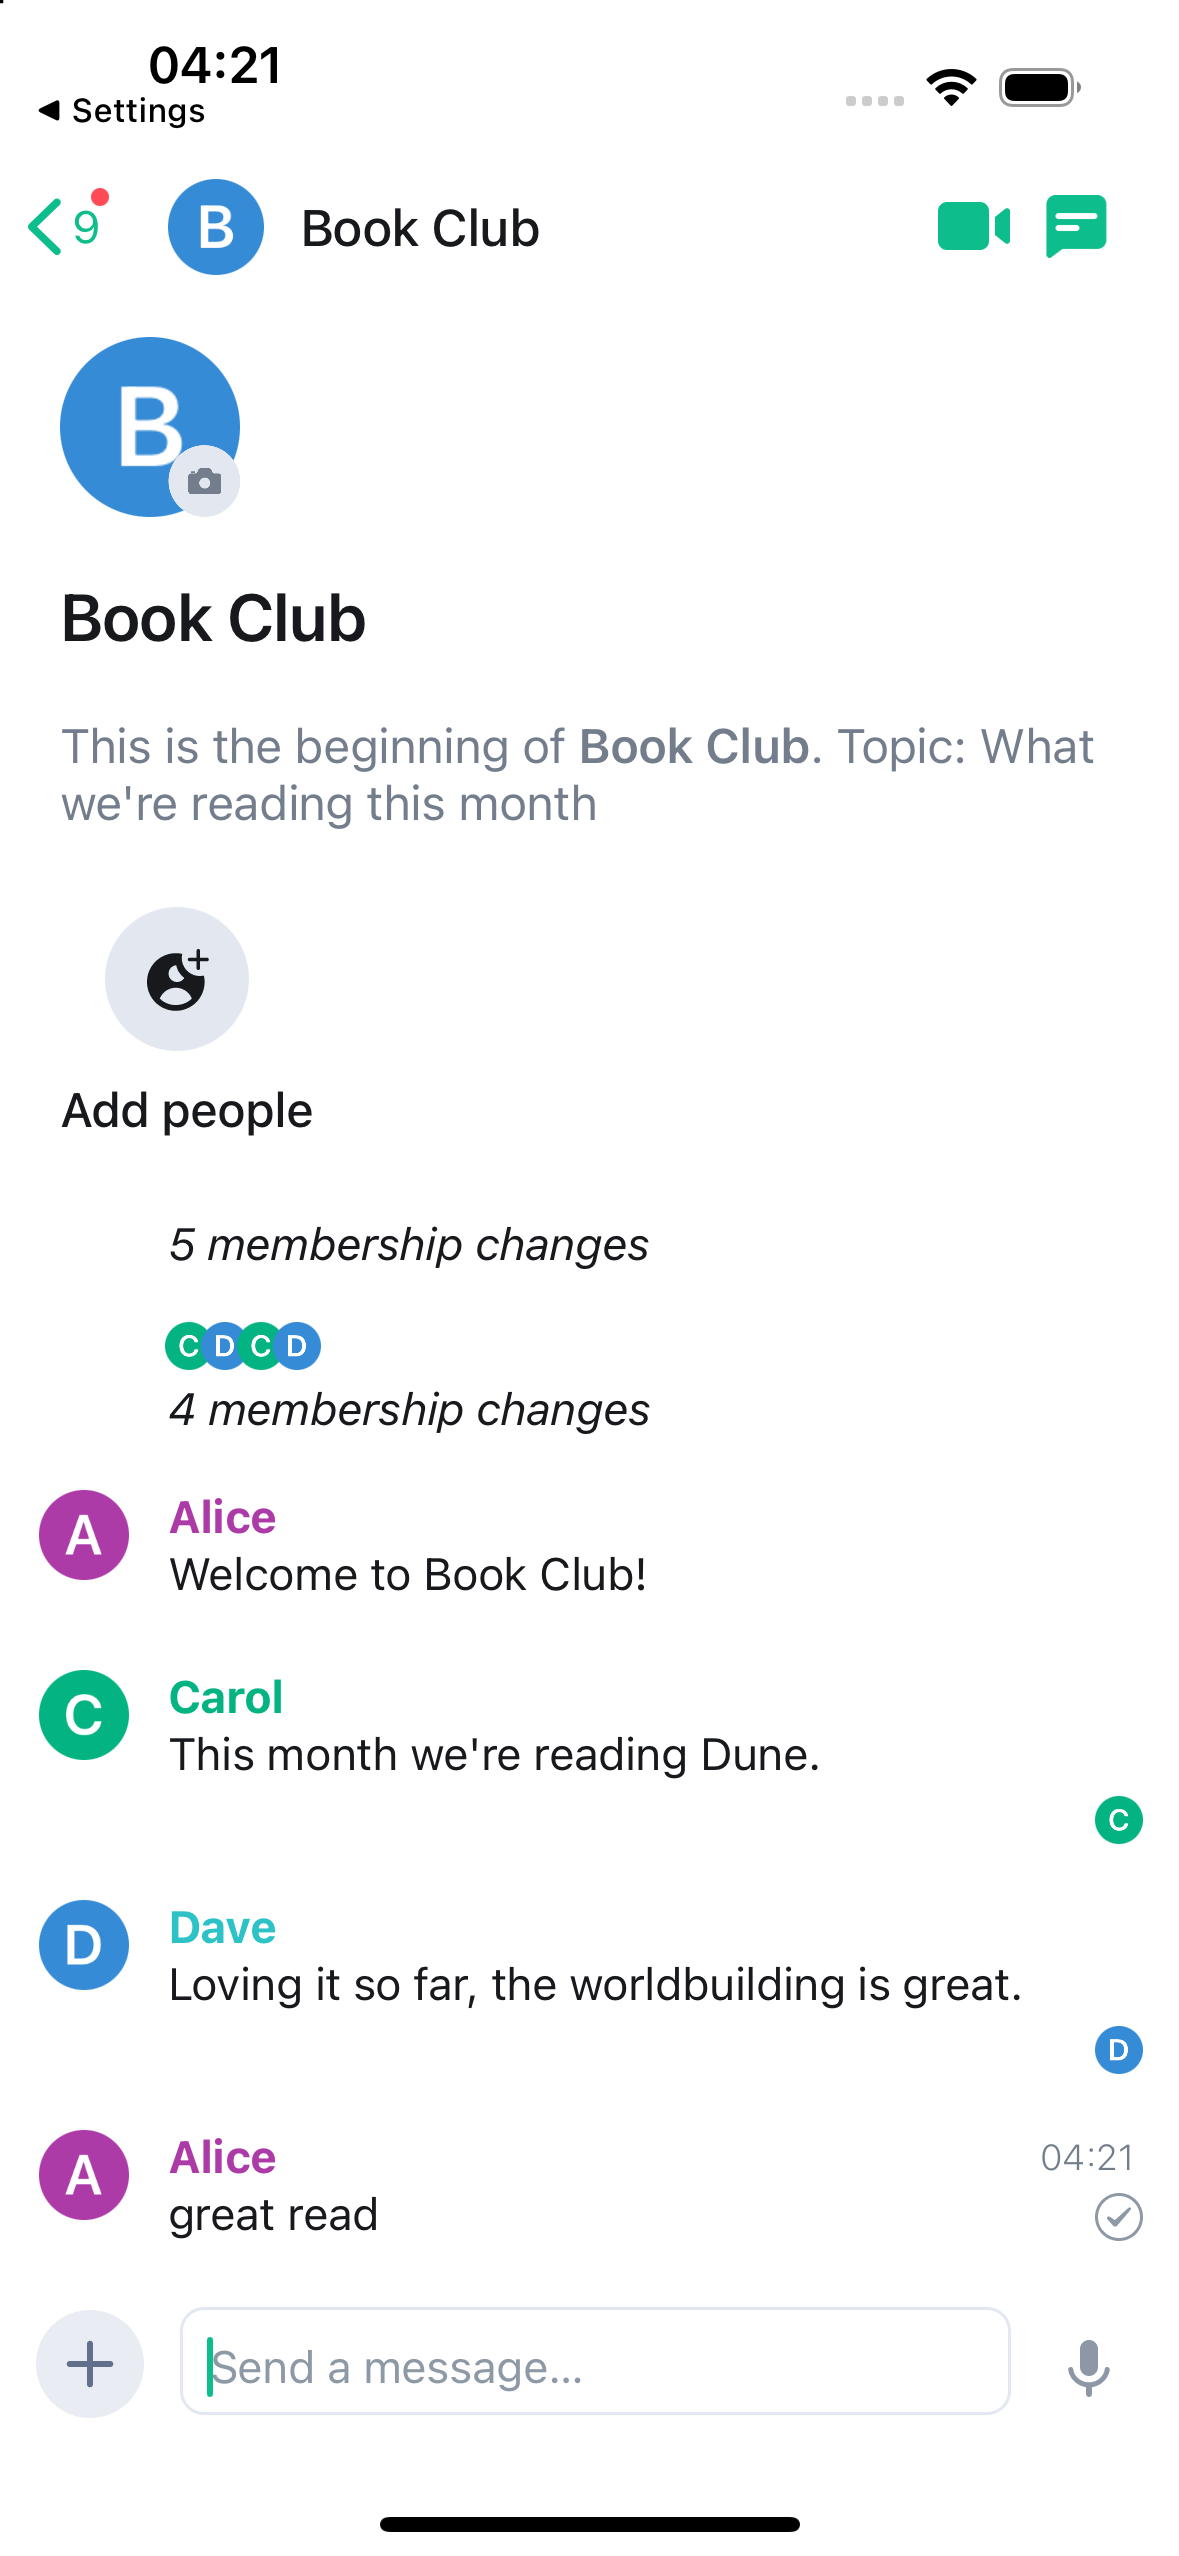 04:21
Settings
9
B
Book Club
B
Book Club
This is the beginning of Book Club. Topic: What
we're reading this month
Add people
5 membership changes
C D C D
4 membership changes
A
Alice
Welcome to Book Club!
C
Carol
This month we're reading Dune.
C
D
Dave
Loving it so far, the worldbuilding is great.
D
A
Alice
04:21
great read
Send a message...